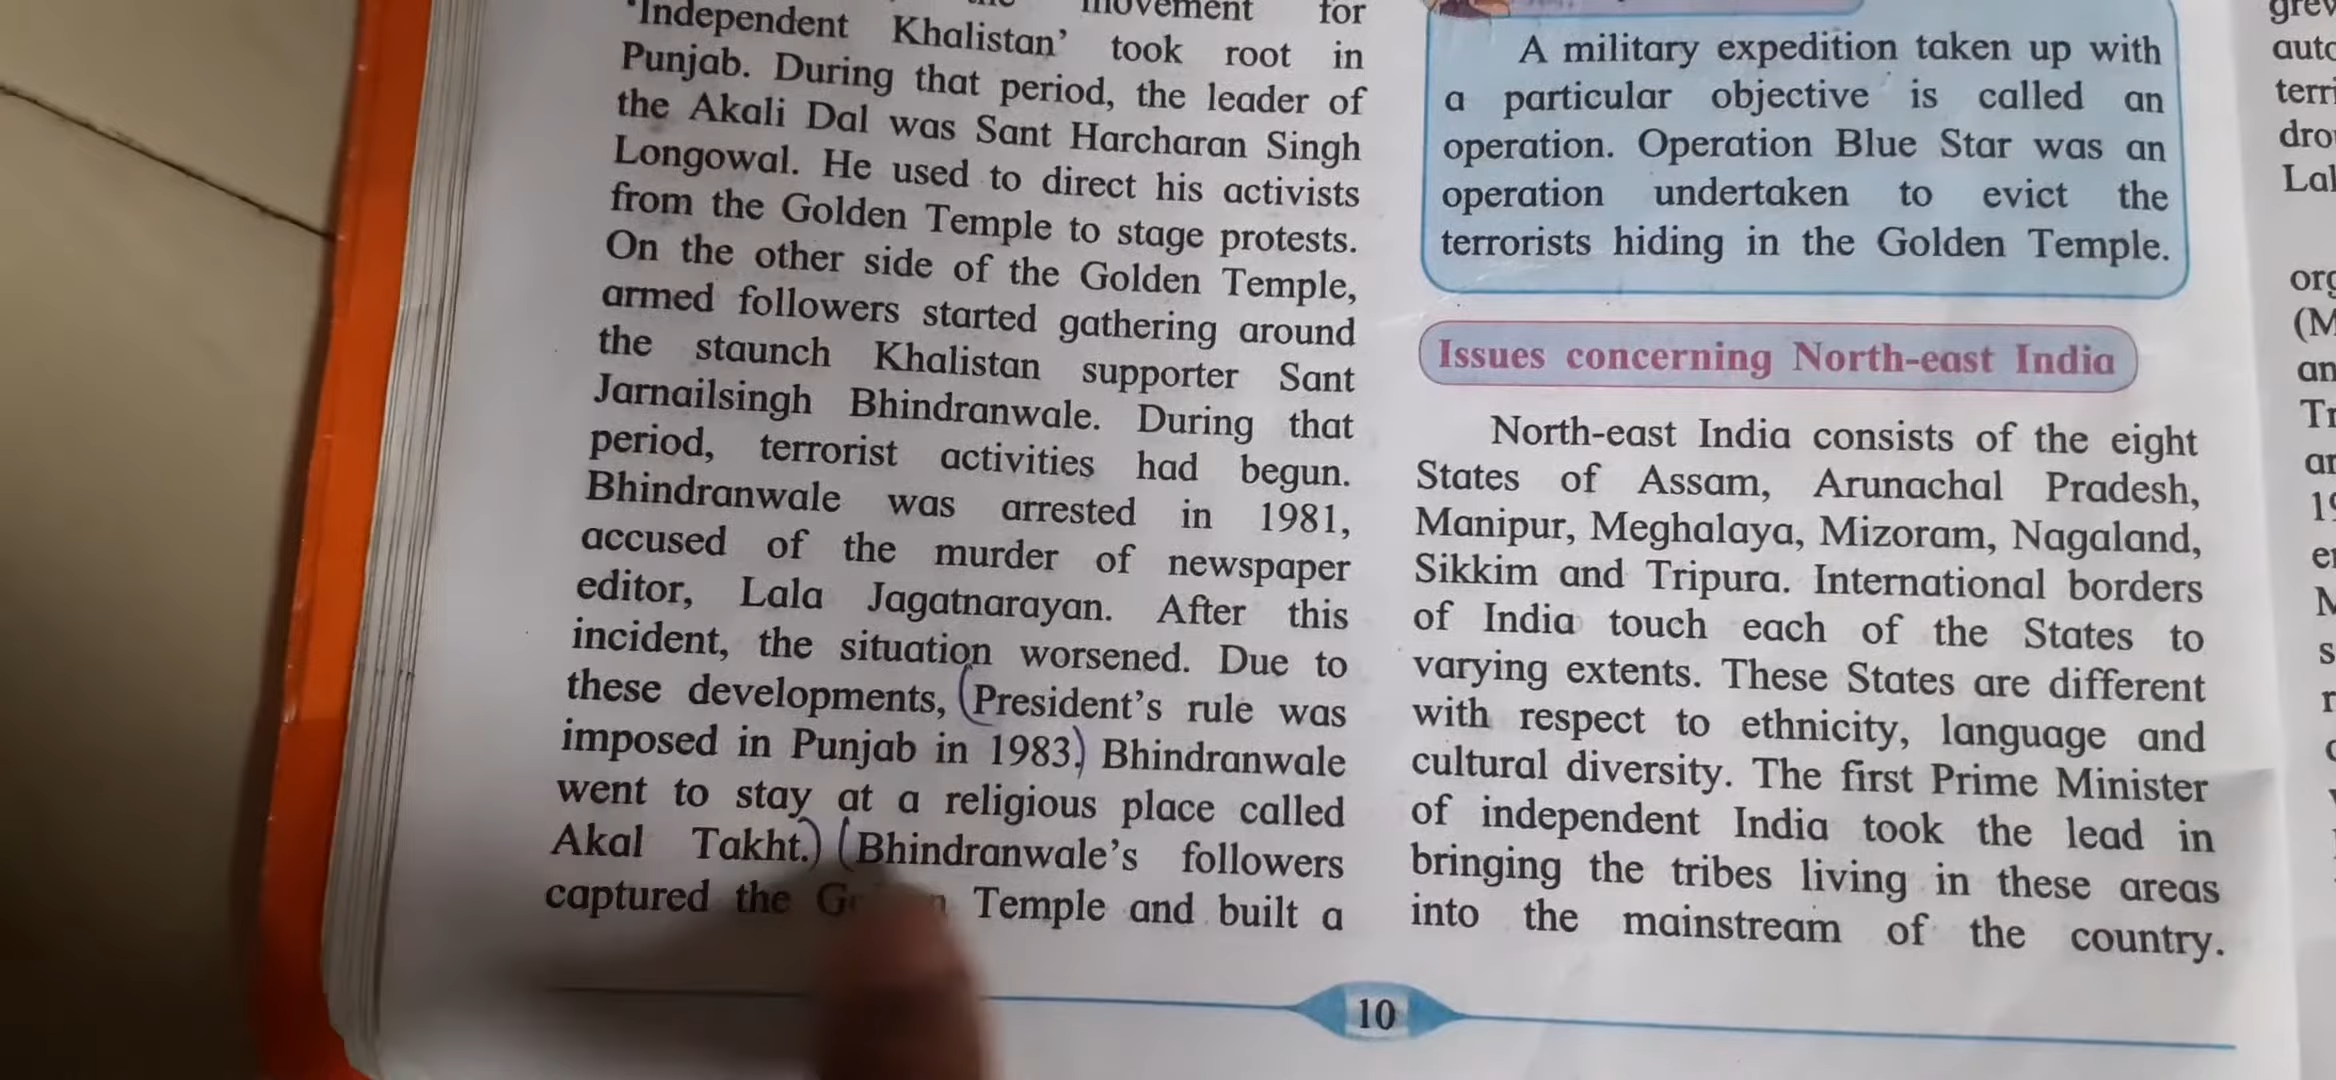 movement for
'Independent Khalistan' took root in
Punjab. During that period, the leader of
the Akali Dal was Sant Harcharan Singh
Longowal. He used to direct his activists
from the Golden Temple to stage protests.
On the other side of the Golden Temple,
armed followers started gathering around
the staunch Khalistan supporter Sant
Jarnailsingh Bhindranwale. During that
period, terrorist activities had begun.
Bhindranwale was arrested in 1981,
accused of the murder of newspaper
editor, Lala Jagatnarayan. After this
incident, the situation worsened. Due to
these developments, (President's rule was
imposed in Punjab in 1983.) Bhindranwale
went to stay at a religious place called
Akal Takht.) (Bhindranwale's followers
captured the Temple and built a
A military expedition taken up with
a particular objective is called an
operation. Operation Blue Star was an
operation undertaken to evict the
terrorists hiding in the Golden Temple.
Issues concerning North-east India
North-east India consists of the eight
States of Assam, Arunachal Pradesh,
Manipur, Meghalaya, Mizoram, Nagaland,
Sikkim and Tripura. International borders
of India touch each of the States to
varying extents. These States are different
with respect to ethnicity, language and
cultural diversity. The first Prime Minister
of independent India took the lead in
bringing the tribes living in these areas
into the mainstream of the country.
10